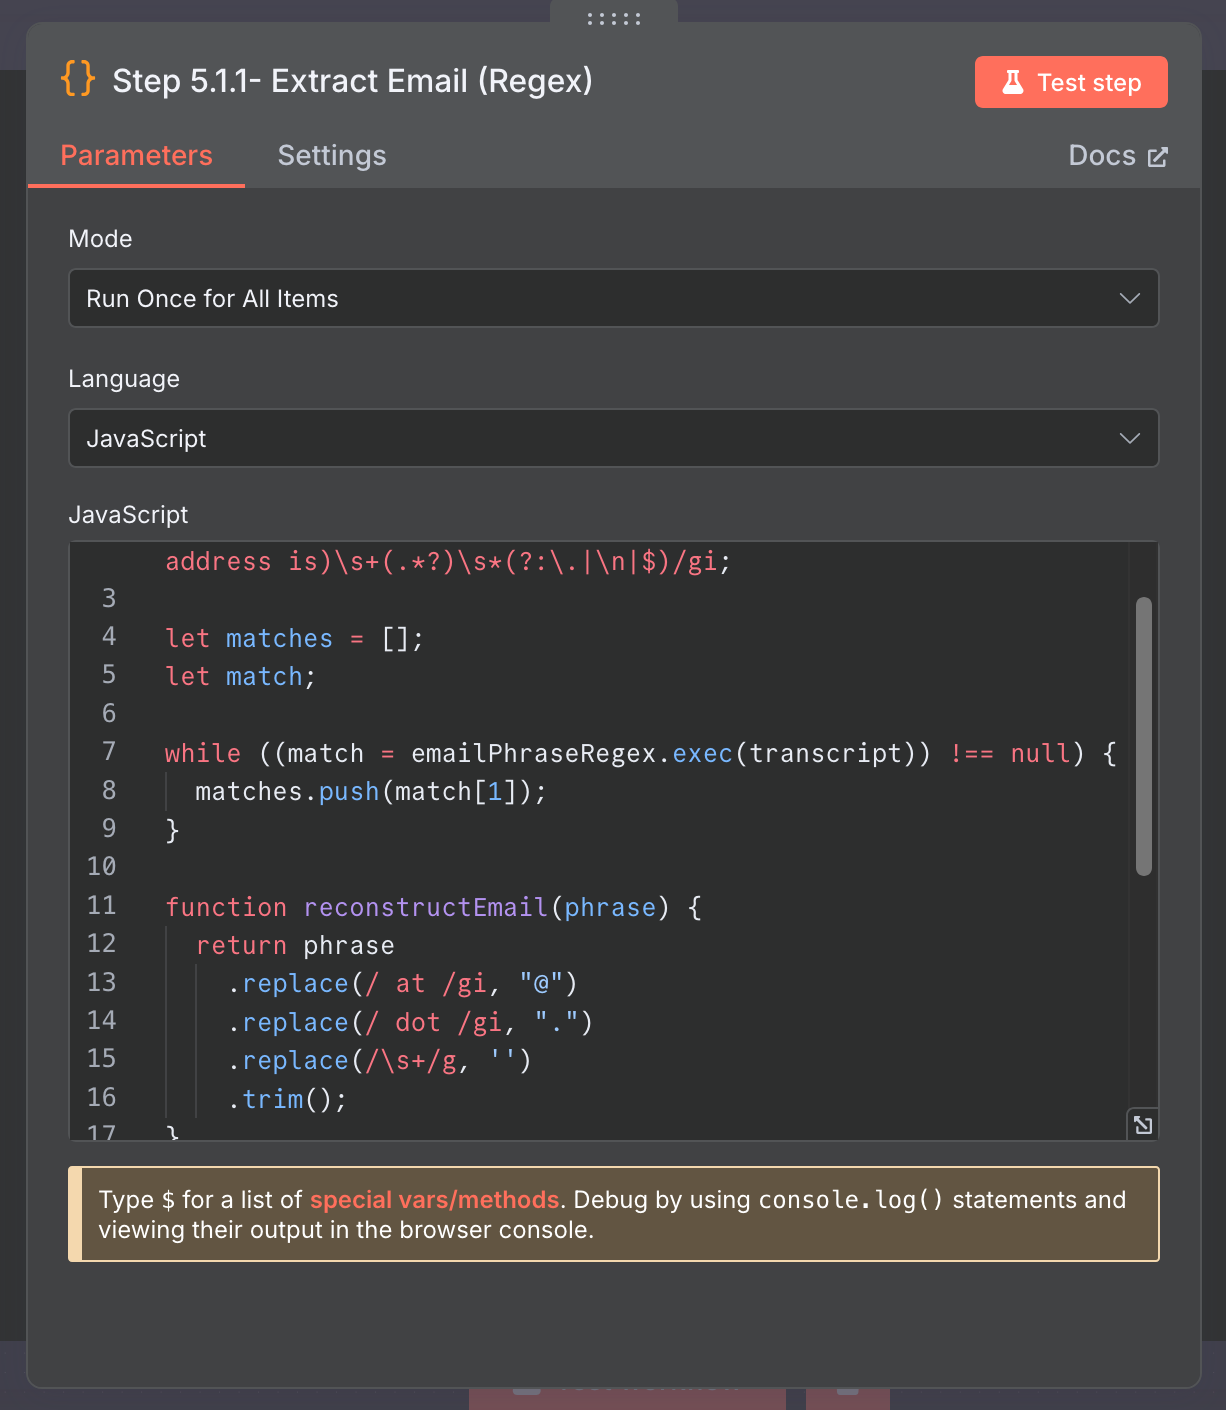 {} Step 5.1.1- Extract Email (Regex)
Test step
Parameters
Settings
Docs
Mode
Run Once for All Items
Language
JavaScript
JavaScript
address is)\s+(.*?)\s*(?:\.|\n|$)/gi;
3
4 let matches = [];
5 let match;
6
7 while ((match = emailPhraseRegex.exec(transcript)) !== null) {
8 matches.push(match[1]);
9 }
10
11 function reconstructEmail(phrase) {
12 return phrase
13 .replace(/ at /gi, "@")
14 .replace(/ dot /gi, ".")
15 .replace(/\s+/g, '')
16 .trim();
17 }
Type $ for a list of special vars/methods. Debug by using console.log() statements and
viewing their output in the browser console.